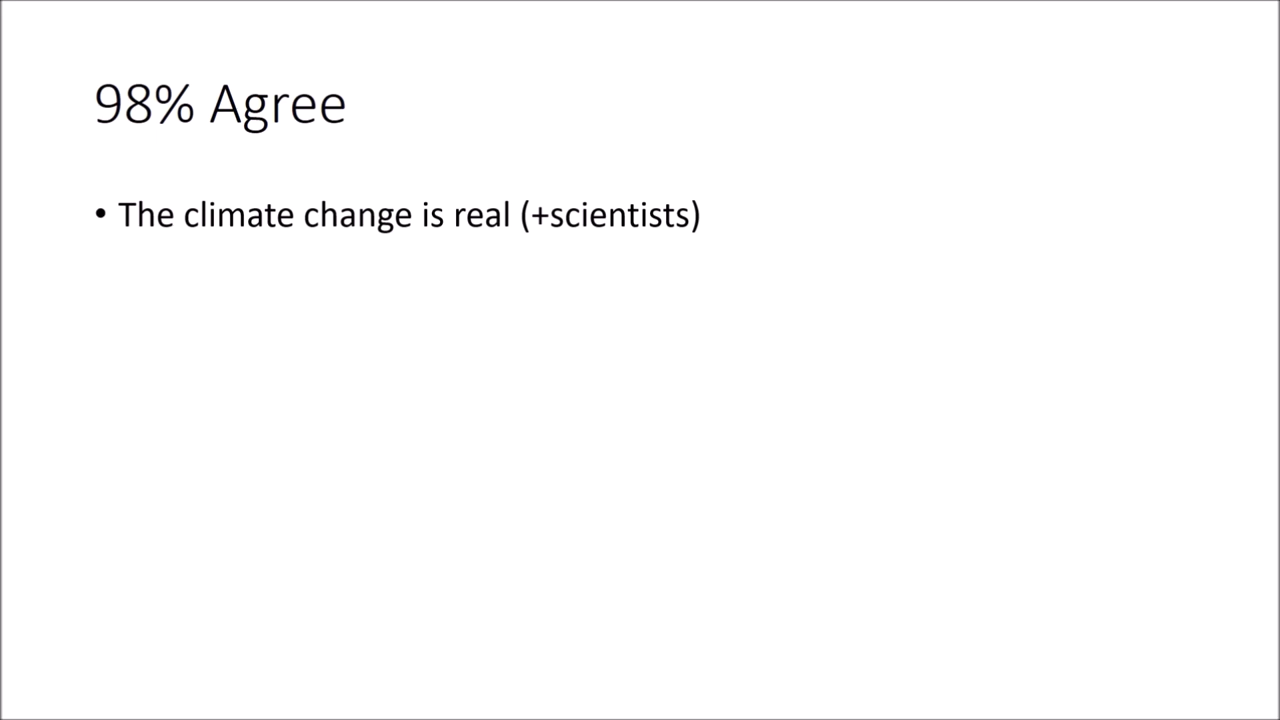 98% Agree
• The climate change is real (+scientists)